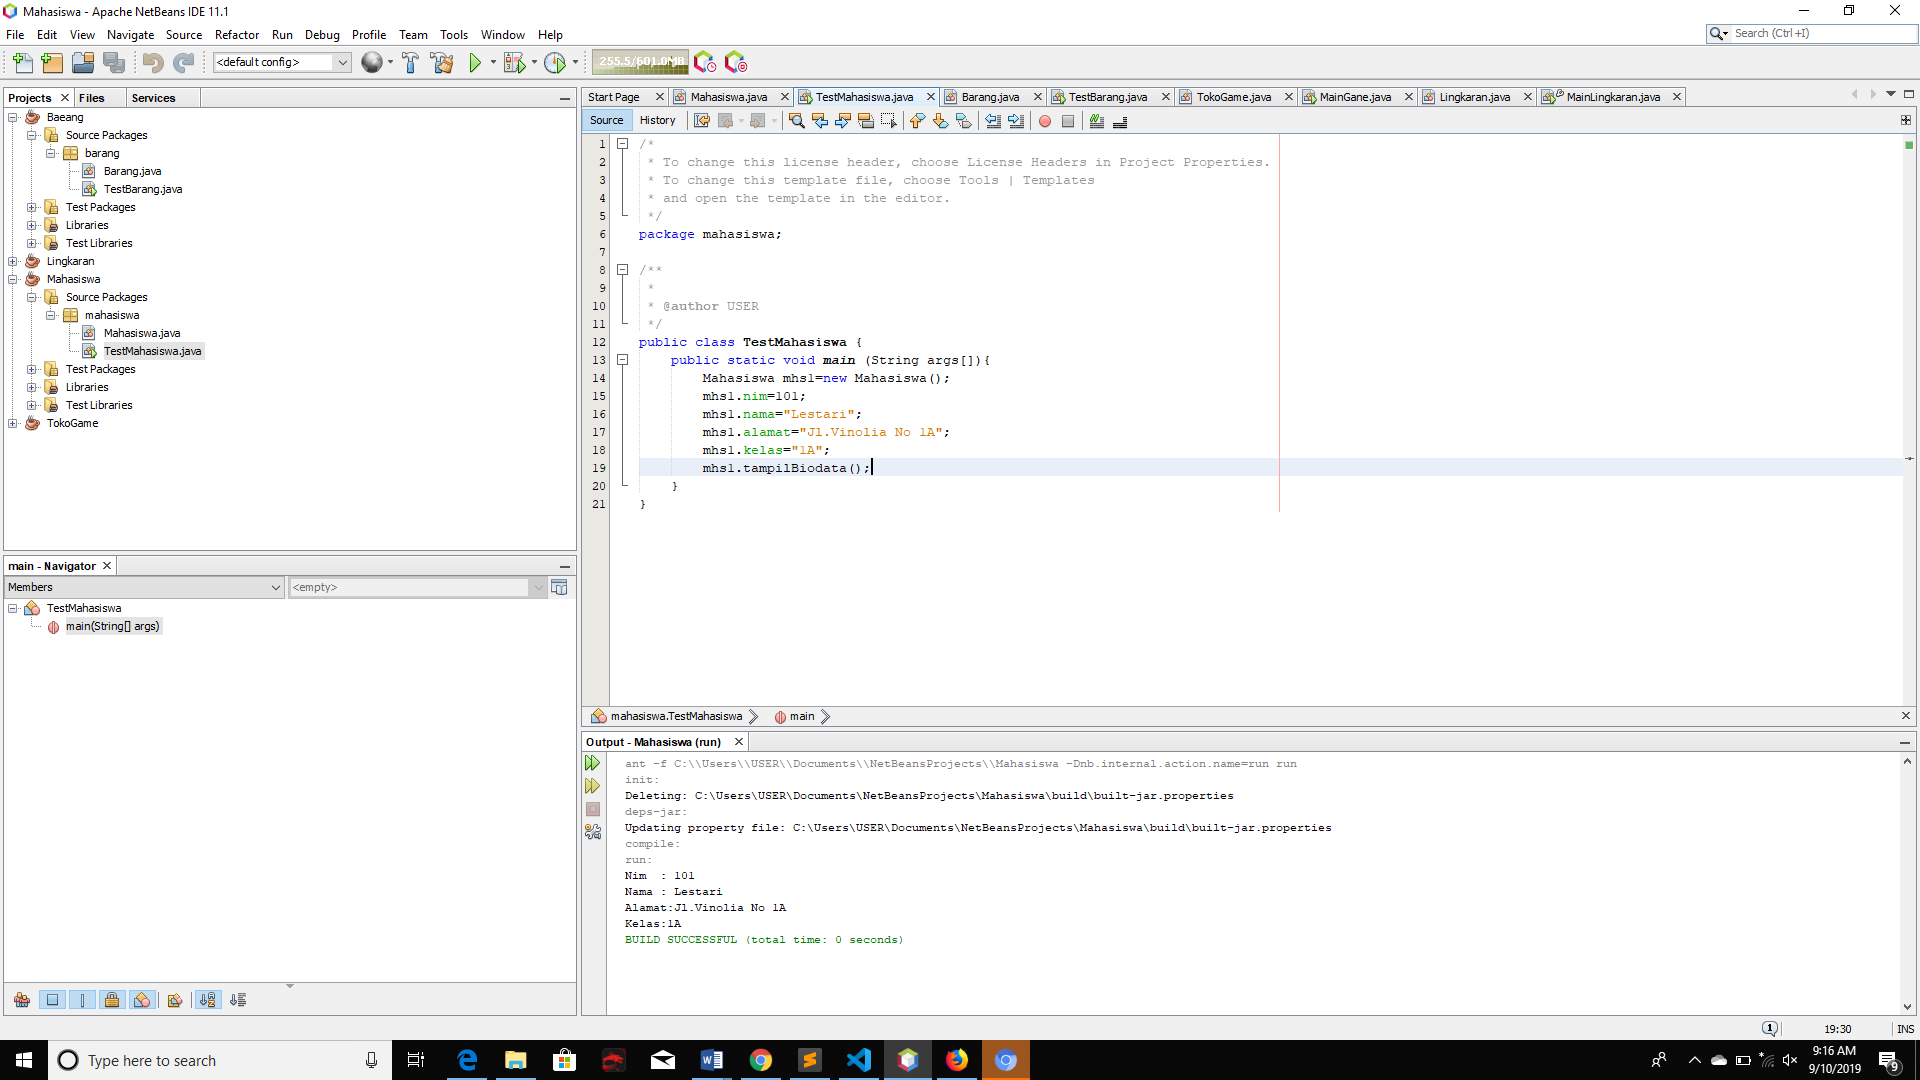 Mahasiswa - Apache NetBeans IDE 11.1
File Edit View Navigate Source Refactor Run Debug Profile Team Tools Window Help
Search (Ctrl+I)
<default config>
255.5/601.0MB
Projects Files Services
Baeang
Source Packages
barang
Barang.java
TestBarang.java
Test Packages
Libraries
Test Libraries
Lingkaran
Mahasiswa
Source Packages
mahasiswa
Mahasiswa.java
TestMahasiswa.java
Test Packages
Libraries
Test Libraries
TokoGame
main - Navigator
Members
<empty>
TestMahasiswa
main(String[] args)
Start Page Mahasiswa.java TestMahasiswa.java Barang.java TestBarang.java TokoGame.java MainGane.java Lingkaran.java MainLingkaran.java
Source History
1 /*
2 * To change this license header, choose License Headers in Project Properties.
3 * To change this template file, choose Tools | Templates
4 * and open the template in the editor.
5 */
6 package mahasiswa;
7
8 /**
9 *
10 * @author USER
11 */
12 public class TestMahasiswa {
13 public static void main (String args[]){
14 Mahasiswa mhs1=new Mahasiswa();
15 mhs1.nim=101;
16 mhs1.nama="Lestari";
17 mhs1.alamat="Jl.Vinolia No 1A";
18 mhs1.kelas="1A";
19 mhs1.tampilBiodata();
20 }
21 }
mahasiswa.TestMahasiswa main
Output - Mahasiswa (run)
ant -f C:\\Users\\USER\\Documents\\NetBeansProjects\\Mahasiswa -Dnb.internal.action.name=run run
init:
Deleting: C:\Users\USER\Documents\NetBeansProjects\Mahasiswa\build\built-jar.properties
deps-jar:
Updating property file: C:\Users\USER\Documents\NetBeansProjects\Mahasiswa\build\built-jar.properties
compile:
run:
Nim  : 101
Nama : Lestari
Alamat:Jl.Vinolia No 1A
Kelas:1A
BUILD SUCCESSFUL (total time: 0 seconds)
1 19:30 INS
Type here to search
9:16 AM
9/10/2019
9